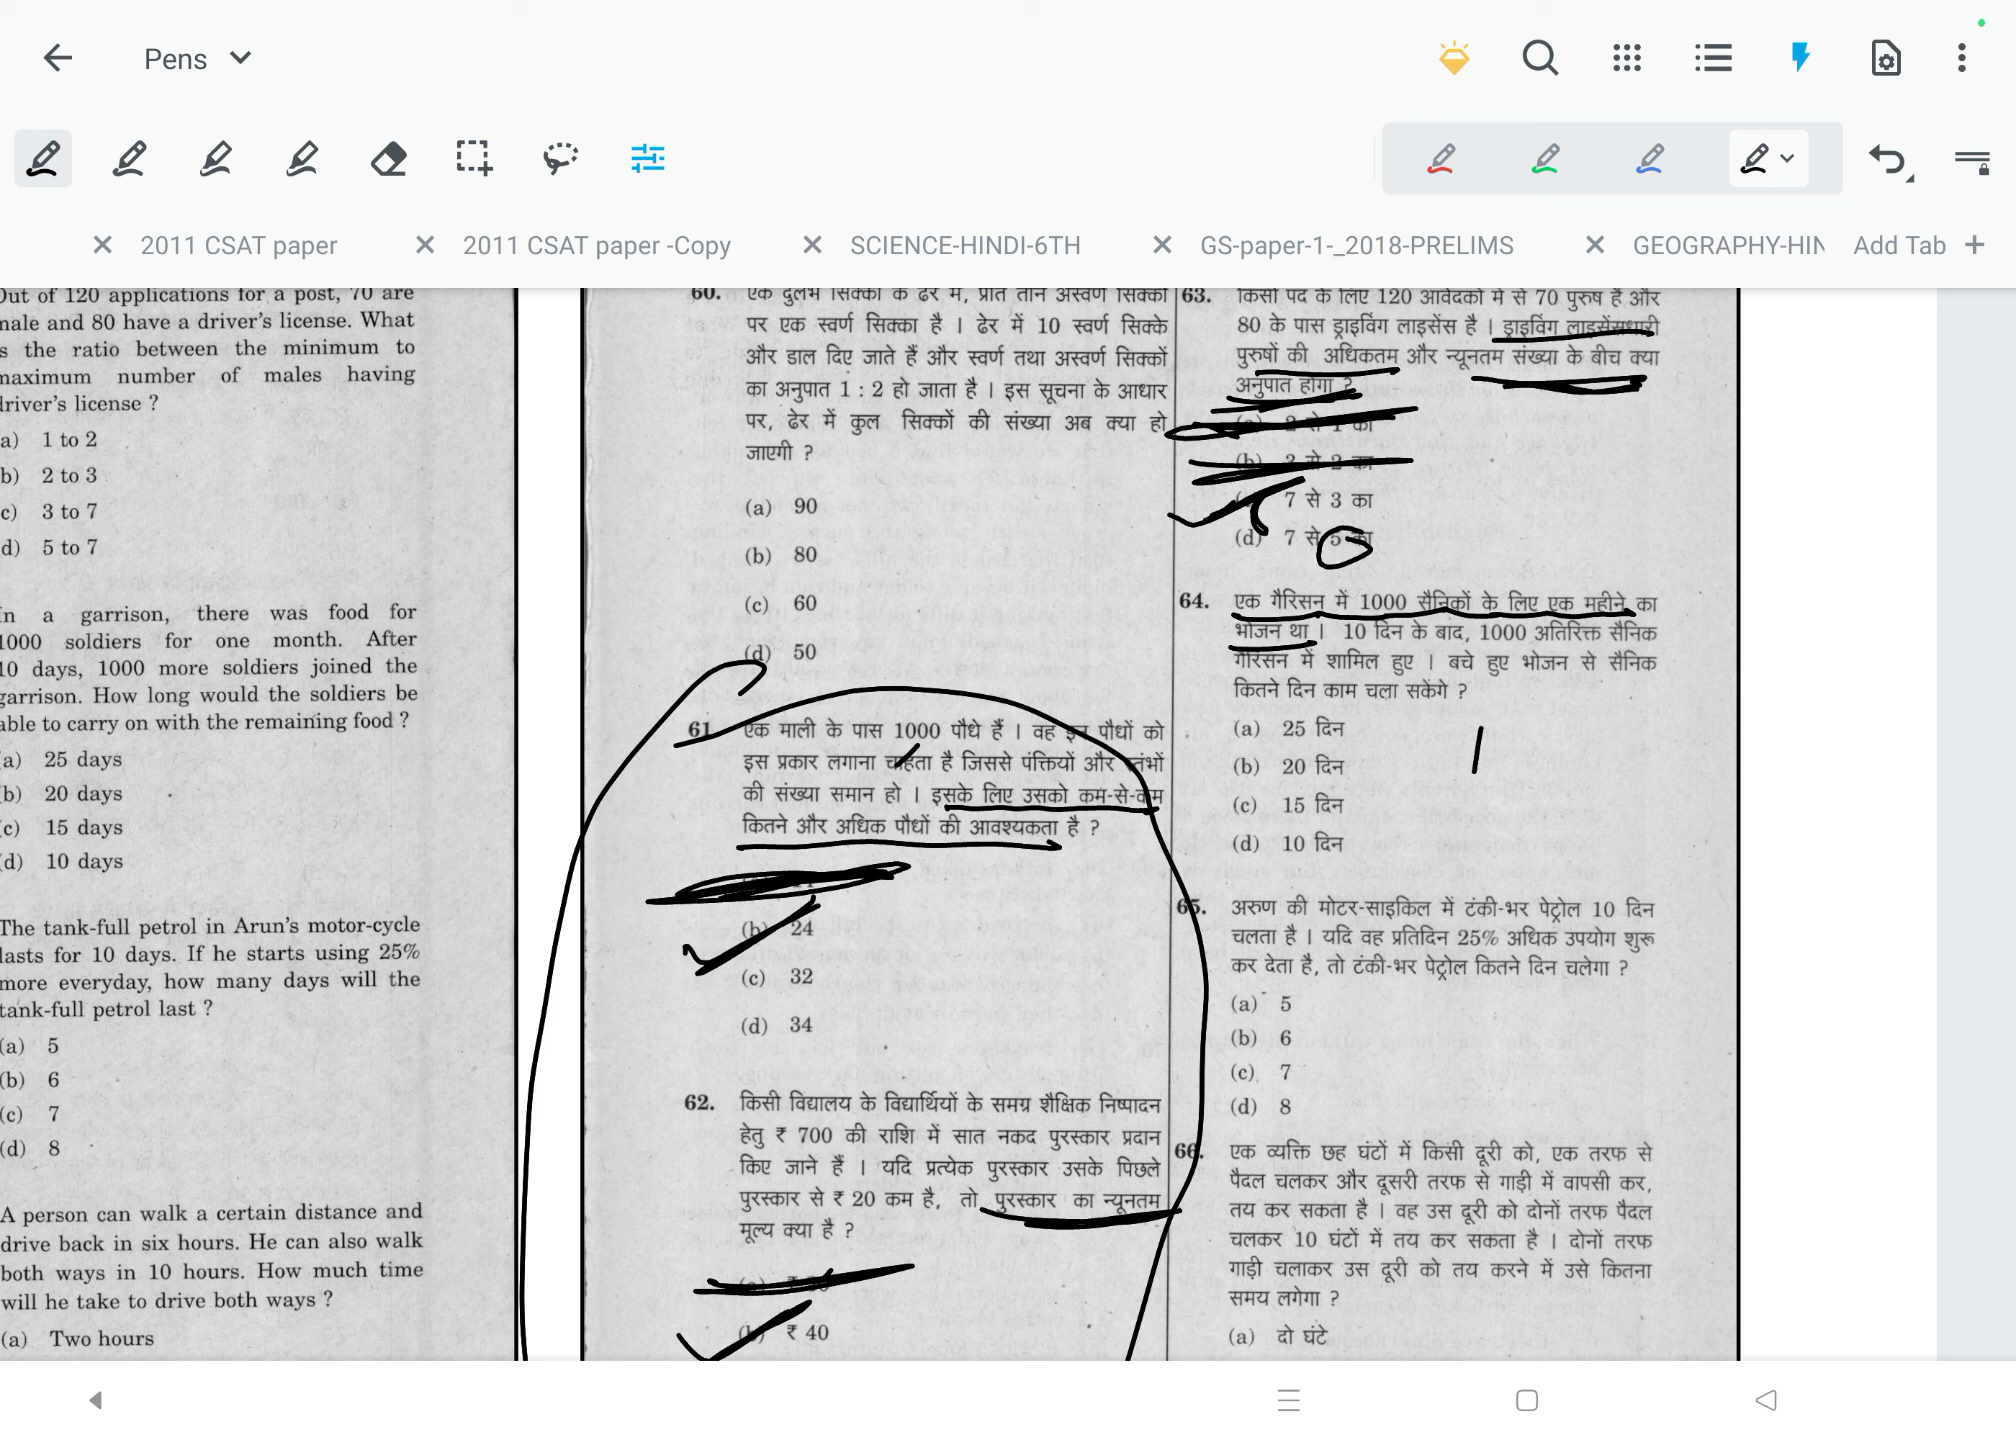 Pens
2011 CSAT paper
2011 CSAT paper -Copy
SCIENCE-HINDI-6TH
GS-paper-1-_2018-PRELIMS
GEOGRAPHY-HIN
Add Tab
Out of 120 applications for a post, 70 are
male and 80 have a driver's license. What
s the ratio between the minimum to
maximum number of males having
driver's license ?
a) 1 to 2
b) 2 to 3
c) 3 to 7
d) 5 to 7
In a garrison, there was food for
1000 soldiers for one month. After
10 days, 1000 more soldiers joined the
garrison. How long would the soldiers be
able to carry on with the remaining food ?
(a) 25 days
(b) 20 days
(c) 15 days
(d) 10 days
The tank-full petrol in Arun's motor-cycle
lasts for 10 days. If he starts using 25%
more everyday, how many days will the
tank-full petrol last ?
(a) 5
(b) 6
(c) 7
(d) 8
A person can walk a certain distance and
drive back in six hours. He can also walk
both ways in 10 hours. How much time
will he take to drive both ways ?
(a) Two hours
60. एक दुर्लभ सिक्कों के ढेर में, प्रति तीन अस्वर्ण सिक्कों
पर एक स्वर्ण सिक्का है । ढेर में 10 स्वर्ण सिक्के
और डाल दिए जाते हैं और स्वर्ण तथा अस्वर्ण सिक्कों
का अनुपात 1 : 2 हो जाता है । इस सूचना के आधार
पर, ढेर में कुल सिक्कों की संख्या अब क्या हो
जाएगी ?
(a) 90
(b) 80
(c) 60
(d) 50
61. एक माली के पास 1000 पौधे हैं । वह इन पौधों को
इस प्रकार लगाना चाहता है जिससे पंक्तियों और स्तंभों
की संख्या समान हो । इसके लिए उसको कम-से-कम
कितने और अधिक पौधों की आवश्यकता है ?
(b) 24
(c) 32
(d) 34
62. किसी विद्यालय के विद्यार्थियों के समग्र शैक्षिक निष्पादन
हेतु ₹ 700 की राशि में सात नकद पुरस्कार प्रदान
किए जाने हैं । यदि प्रत्येक पुरस्कार उसके पिछले
पुरस्कार से ₹ 20 कम है, तो पुरस्कार का न्यूनतम
मूल्य क्या है ?
(b) ₹ 40
63. किसी पद के लिए 120 आवेदकों में से 70 पुरुष हैं और
80 के पास ड्राइविंग लाइसेंस है । ड्राइविंग लाइसेंसधारी
पुरुषों की अधिकतम और न्यूनतम संख्या के बीच क्या
अनुपात होगा ?
(a) 2 से 1 का
(b) 3 से 2 का
7 से 3 का
(d) 7 से 5 का
64. एक गैरिसन में 1000 सैनिकों के लिए एक महीने का
भोजन था । 10 दिन के बाद, 1000 अतिरिक्त सैनिक
गैरिसन में शामिल हुए । बचे हुए भोजन से सैनिक
कितने दिन काम चला सकेंगे ?
(a) 25 दिन
(b) 20 दिन
(c) 15 दिन
(d) 10 दिन
65. अरुण की मोटर-साइकिल में टंकी-भर पेट्रोल 10 दिन
चलता है । यदि वह प्रतिदिन 25% अधिक उपयोग शुरू
कर देता है, तो टंकी-भर पेट्रोल कितने दिन चलेगा ?
(a) 5
(b) 6
(c) 7
(d) 8
66. एक व्यक्ति छह घंटों में किसी दूरी को, एक तरफ से
पैदल चलकर और दूसरी तरफ से गाड़ी में वापसी कर,
तय कर सकता है । वह उस दूरी को दोनों तरफ पैदल
चलकर 10 घंटों में तय कर सकता है । दोनों तरफ
गाड़ी चलाकर उस दूरी को तय करने में उसे कितना
समय लगेगा ?
(a) दो घंटे